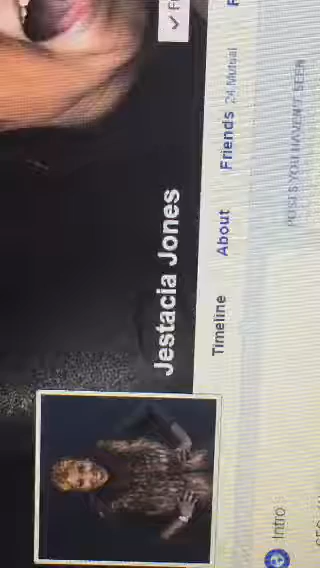 Jestacia Jones
Timeline
About
Friends 24 Mutual
POSTS YOU HAVEN'T SEEN
Intro